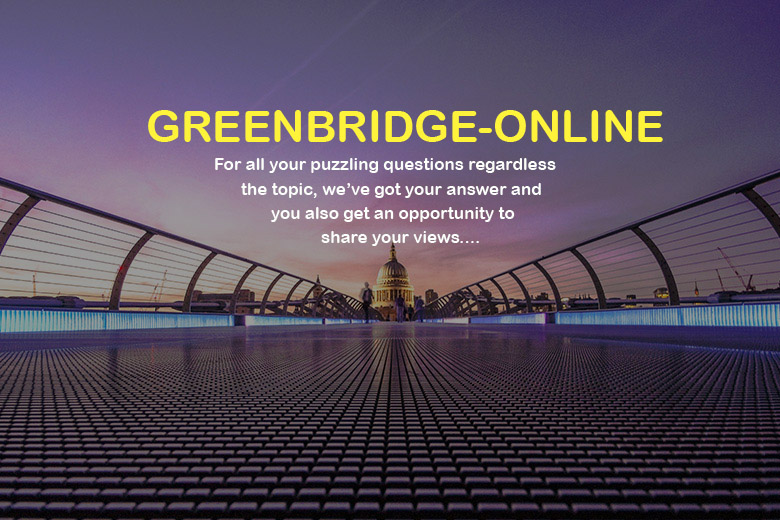 GREENBRIDGE-ONLINE
For all your puzzling questions regardless
the topic, we've got your answer and
you also get an opportunity to
share your views....